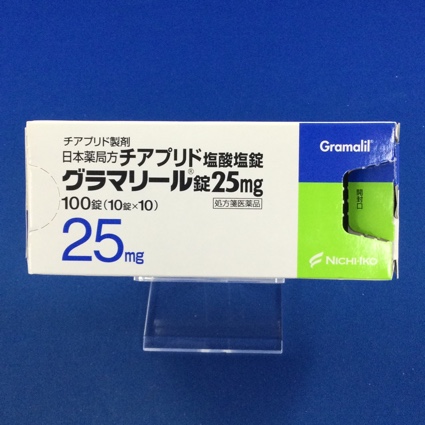 チアプリド製剤
日本薬局方チアプリド塩酸塩錠
グラマリール®錠25mg
100錠(10錠×10)
処方箋医薬品
25mg
Gramalil®
開封口
NICHI-IKO